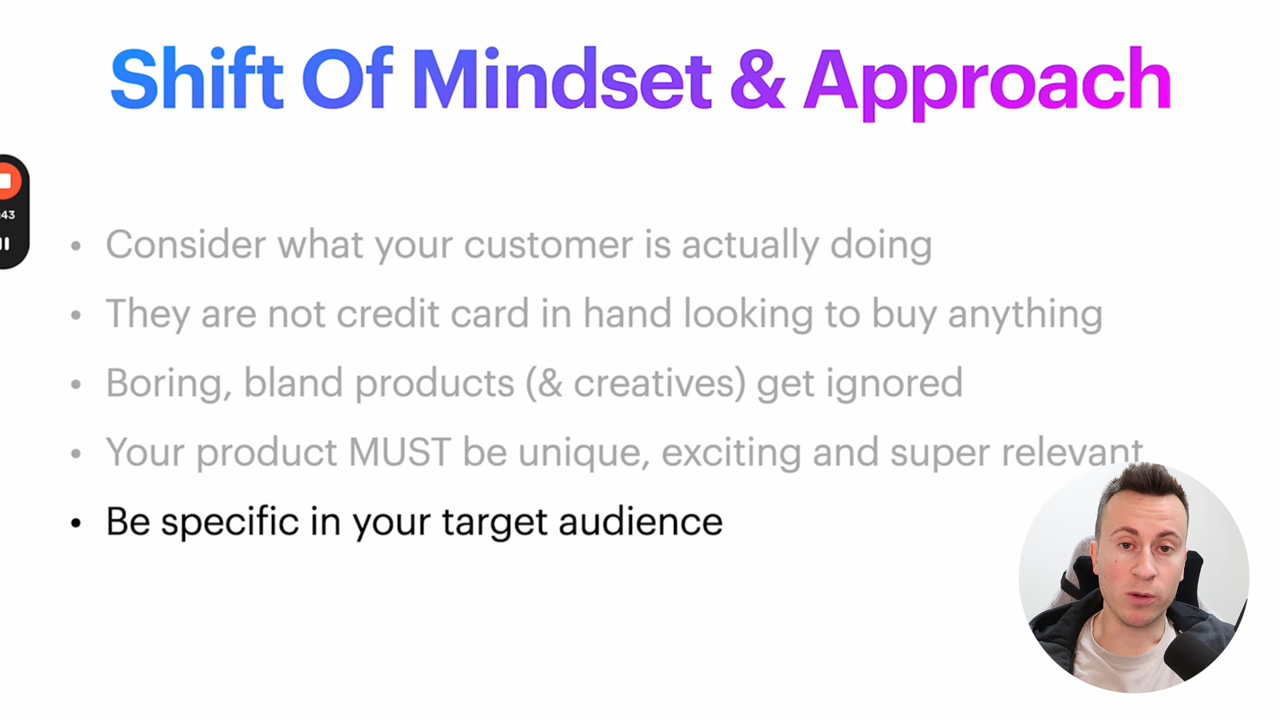 Shift Of Mindset & Approach
:43
• Consider what your customer is actually doing
• They are not credit card in hand looking to buy anything
• Boring, bland products (& creatives) get ignored
• Your product MUST be unique, exciting and super relevant
• Be specific in your target audience